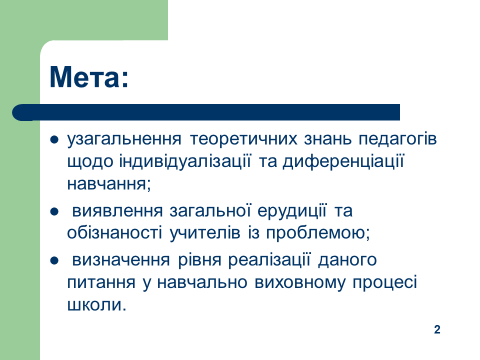 Мета:
узагальнення теоретичних знань педагогів
щодо індивідуалізації та диференціації
навчання;
виявлення загальної ерудиції та
обізнаності учителів із проблемою;
визначення рівня реалізації даного
питання у навчально виховному процесі
школи.
2